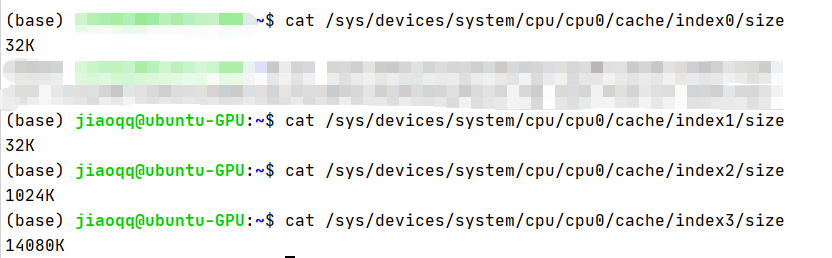 (base) $ cat /sys/devices/system/cpu/cpu0/cache/index0/size
32K
(base) jiaoqq@ubuntu-GPU:~$ cat /sys/devices/system/cpu/cpu0/cache/index1/size
32K
(base) jiaoqq@ubuntu-GPU:~$ cat /sys/devices/system/cpu/cpu0/cache/index2/size
1024K
(base) jiaoqq@ubuntu-GPU:~$ cat /sys/devices/system/cpu/cpu0/cache/index3/size
14080K